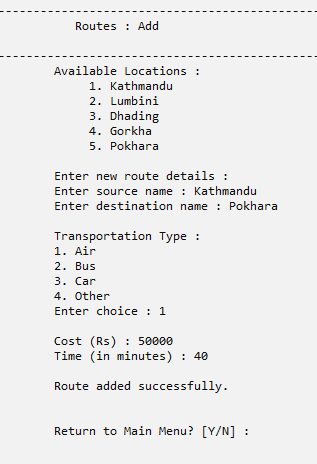 Routes : Add
Available Locations :
1. Kathmandu
2. Lumbini
3. Dhading
4. Gorkha
5. Pokhara
Enter new route details :
Enter source name : Kathmandu
Enter destination name : Pokhara
Transportation Type :
1. Air
2. Bus
3. Car
4. Other
Enter choice : 1
Cost (Rs) : 50000
Time (in minutes) : 40
Route added successfully.
Return to Main Menu? [Y/N] :